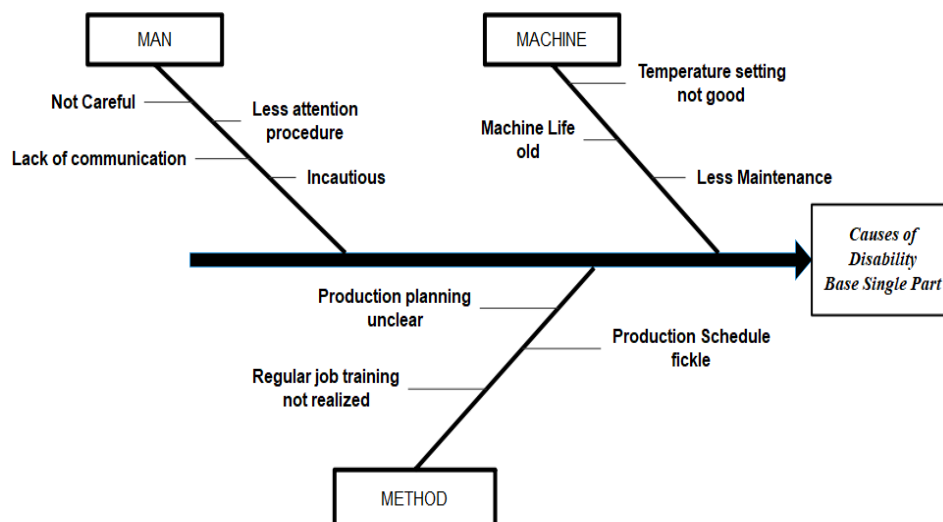 MAN
MACHINE
Not Careful
Less attention
procedure
Lack of communication
Incautious
Temperature setting
not good
Machine Life
old
Less Maintenance
Causes of
Disability
Base Single Part
Production planning
unclear
Production Schedule
fickle
Regular job training
not realized
METHOD